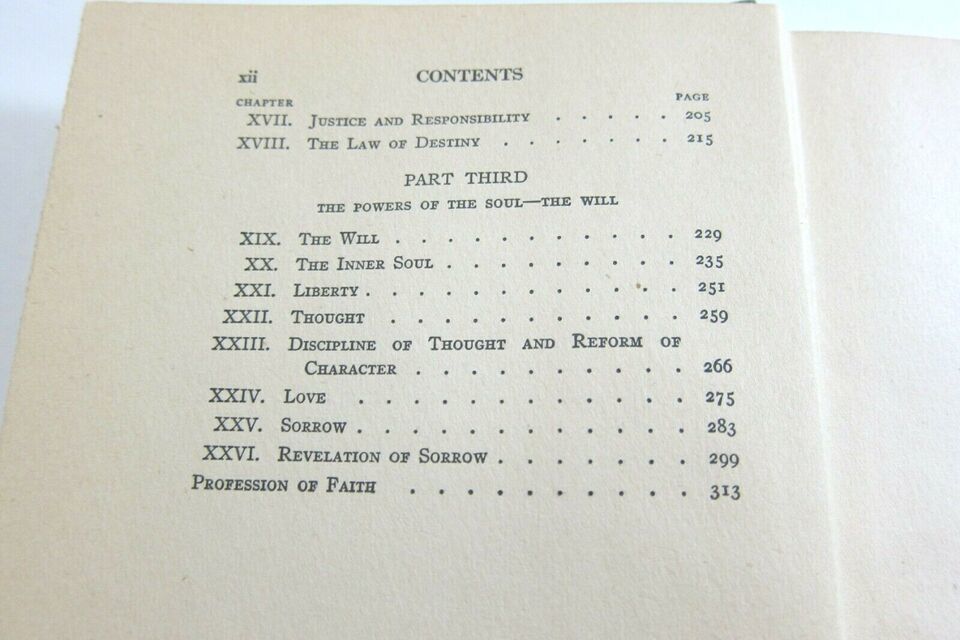 xii CONTENTS
CHAPTER PAGE
XVII. JUSTICE AND RESPONSIBILITY . . . . . 205
XVIII. THE LAW OF DESTINY . . . . . . . 215
PART THIRD
THE POWERS OF THE SOUL—THE WILL
XIX. THE WILL . . . . . . . . . . . 229
XX. THE INNER SOUL . . . . . . . . . 235
XXI. LIBERTY . . . . . . . . . . . . 251
XXII. THOUGHT . . . . . . . . . . . 259
XXIII. DISCIPLINE OF THOUGHT AND REFORM OF
CHARACTER . . . . . . . . . . 266
XXIV. LOVE . . . . . . . . . . . . 275
XXV. SORROW . . . . . . . . . . . . 283
XXVI. REVELATION OF SORROW . . . . . . . 299
PROFESSION OF FAITH . . . . . . . . . . 313